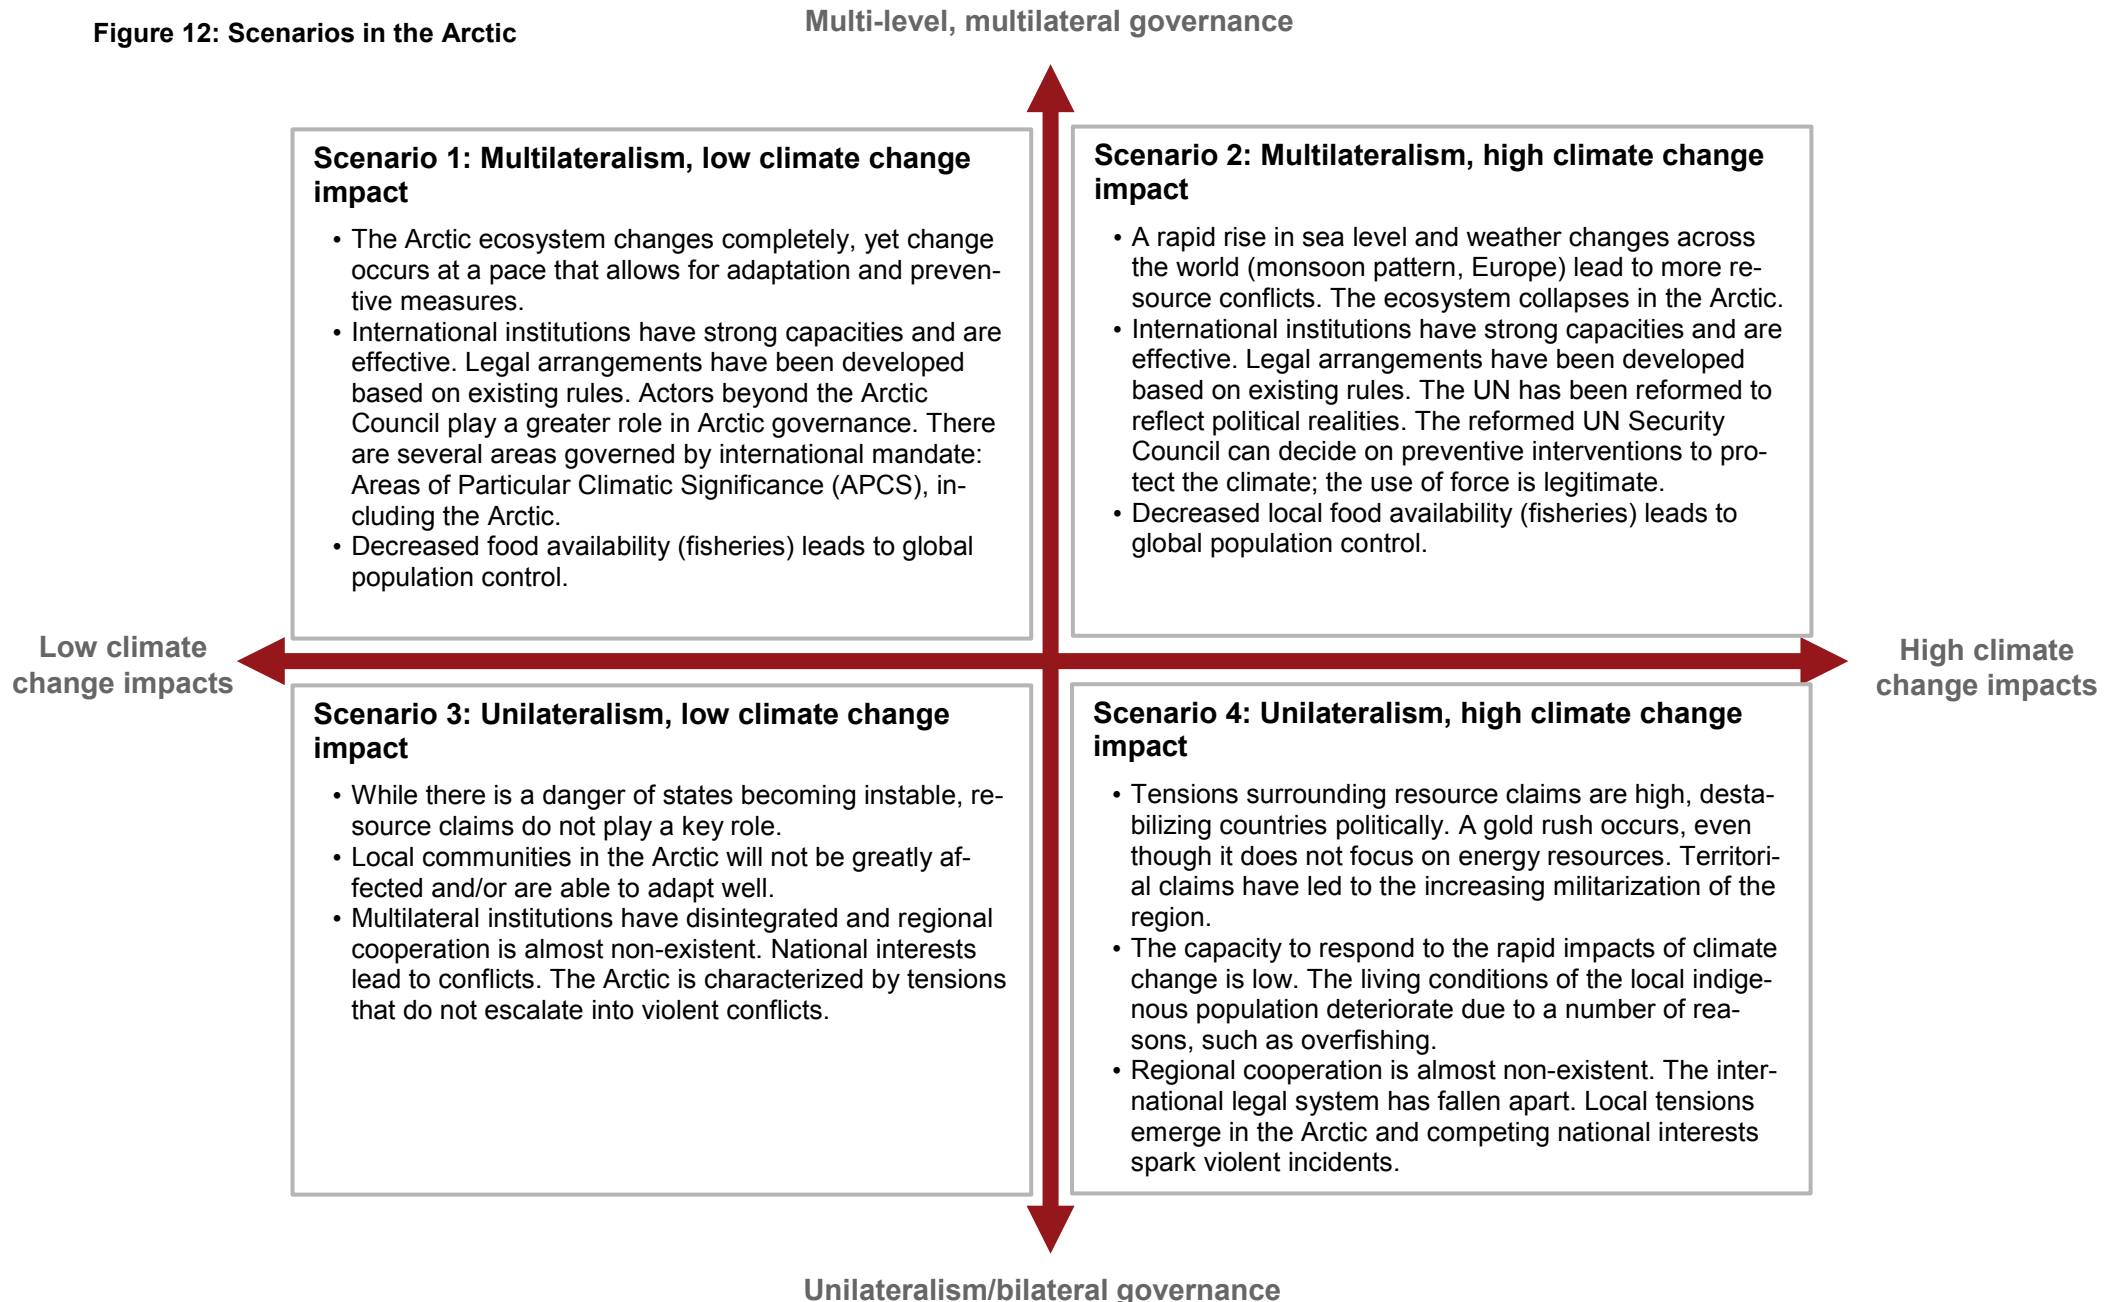 Figure 12: Scenarios in the Arctic
Multi-level, multilateral governance
Scenario 1: Multilateralism, low climate change
impact
• The Arctic ecosystem changes completely, yet change
occurs at a pace that allows for adaptation and preven-
tive measures.
• International institutions have strong capacities and are
effective. Legal arrangements have been developed
based on existing rules. Actors beyond the Arctic
Council play a greater role in Arctic governance. There
are several areas governed by international mandate:
Areas of Particular Climatic Significance (APCS), in-
cluding the Arctic.
• Decreased food availability (fisheries) leads to global
population control.
Scenario 2: Multilateralism, high climate change
impact
• A rapid rise in sea level and weather changes across
the world (monsoon pattern, Europe) lead to more re-
source conflicts. The ecosystem collapses in the Arctic.
• International institutions have strong capacities and are
effective. Legal arrangements have been developed
based on existing rules. The UN has been reformed to
reflect political realities. The reformed UN Security
Council can decide on preventive interventions to pro-
tect the climate; the use of force is legitimate.
• Decreased local food availability (fisheries) leads to
global population control.
Low climate
change impacts
High climate
change impacts
Scenario 3: Unilateralism, low climate change
impact
• While there is a danger of states becoming instable, re-
source claims do not play a key role.
• Local communities in the Arctic will not be greatly af-
fected and/or are able to adapt well.
• Multilateral institutions have disintegrated and regional
cooperation is almost non-existent. National interests
lead to conflicts. The Arctic is characterized by tensions
that do not escalate into violent conflicts.
Scenario 4: Unilateralism, high climate change
impact
• Tensions surrounding resource claims are high, desta-
bilizing countries politically. A gold rush occurs, even
though it does not focus on energy resources. Territori-
al claims have led to the increasing militarization of the
region.
• The capacity to respond to the rapid impacts of climate
change is low. The living conditions of the local indige-
nous population deteriorate due to a number of rea-
sons, such as overfishing.
• Regional cooperation is almost non-existent. The inter-
national legal system has fallen apart. Local tensions
emerge in the Arctic and competing national interests
spark violent incidents.
Unilateralism/bilateral governance